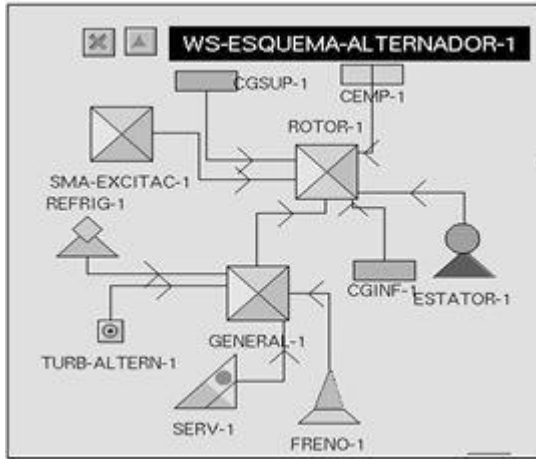 WS-ESQUEMA-ALTERNADOR-1
CGSUP-1
CEMP-1
ROTOR-1
SMA-EXCITAC-1
REFRIG-1
CGINF-1
ESTATOR-1
GENERAL-1
TURB-ALTERN-1
SERV-1
FRENO-1